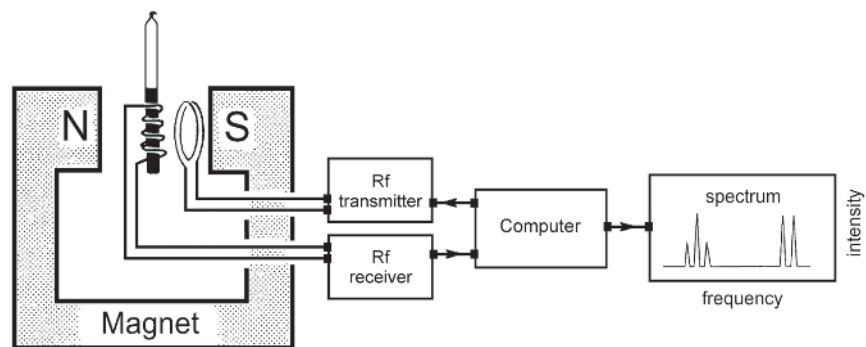 N
S
Rf
transmitter
Computer
Rf
receiver
spectrum
intensity
frequency
Magnet